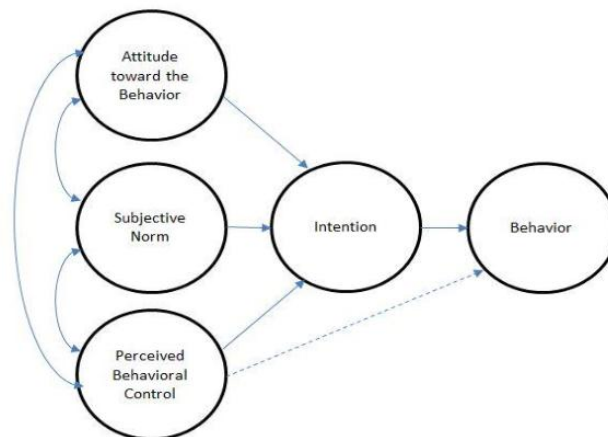 Attitude
toward the
Behavior
Subjective
Norm
Intention
Behavior
Perceived
Behavioral
Control